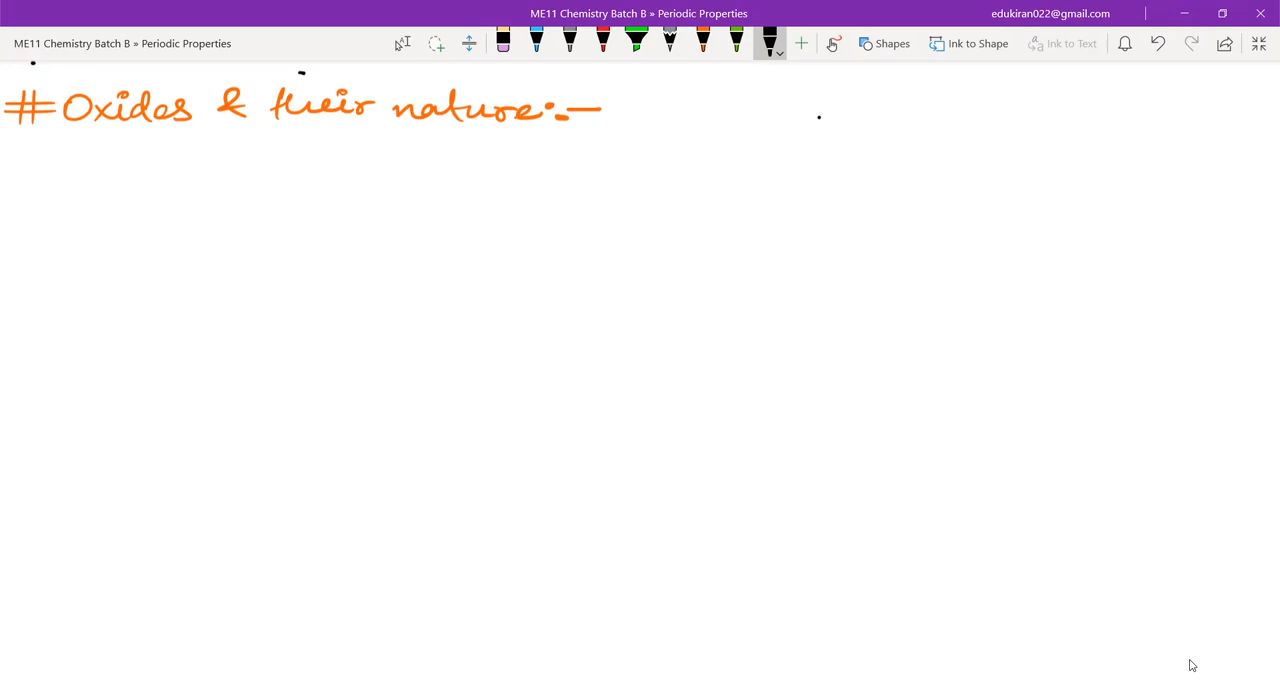 ME11 Chemistry Batch B » Periodic Properties
edukiran022@gmail.com
ME11 Chemistry Batch B » Periodic Properties
Shapes
Ink to Shape
Ink to Text
#Oxides & their nature:-